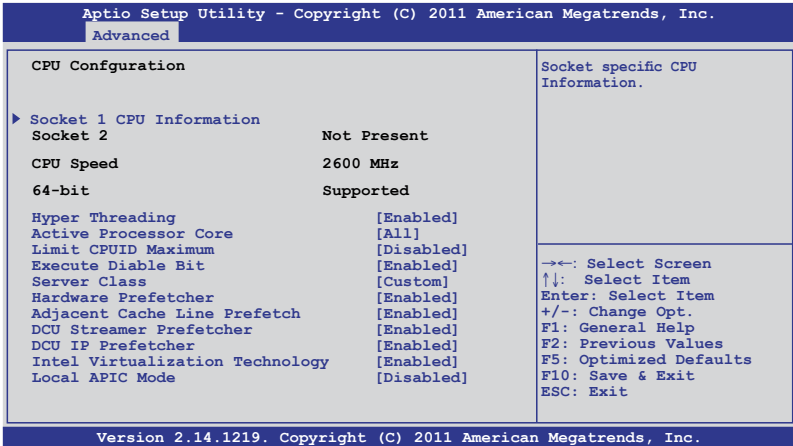 Aptio Setup Utility - Copyright (C) 2011 American Megatrends, Inc.
Advanced
CPU Confguration
Socket 1 CPU Information
Socket 2 Not Present
CPU Speed 2600 MHz
64-bit Supported
Hyper Threading [Enabled]
Active Processor Core [All]
Limit CPUID Maximum [Disabled]
Execute Diable Bit [Enabled]
Server Class [Custom]
Hardware Prefetcher [Enabled]
Adjacent Cache Line Prefetch [Enabled]
DCU Streamer Prefetcher [Enabled]
DCU IP Prefetcher [Enabled]
Intel Virtualization Technology [Enabled]
Local APIC Mode [Disabled]
Socket specific CPU
Information.
→←: Select Screen
↑↓: Select Item
Enter: Select Item
+/-: Change Opt.
F1: General Help
F2: Previous Values
F5: Optimized Defaults
F10: Save & Exit
ESC: Exit
Version 2.14.1219. Copyright (C) 2011 American Megatrends, Inc.